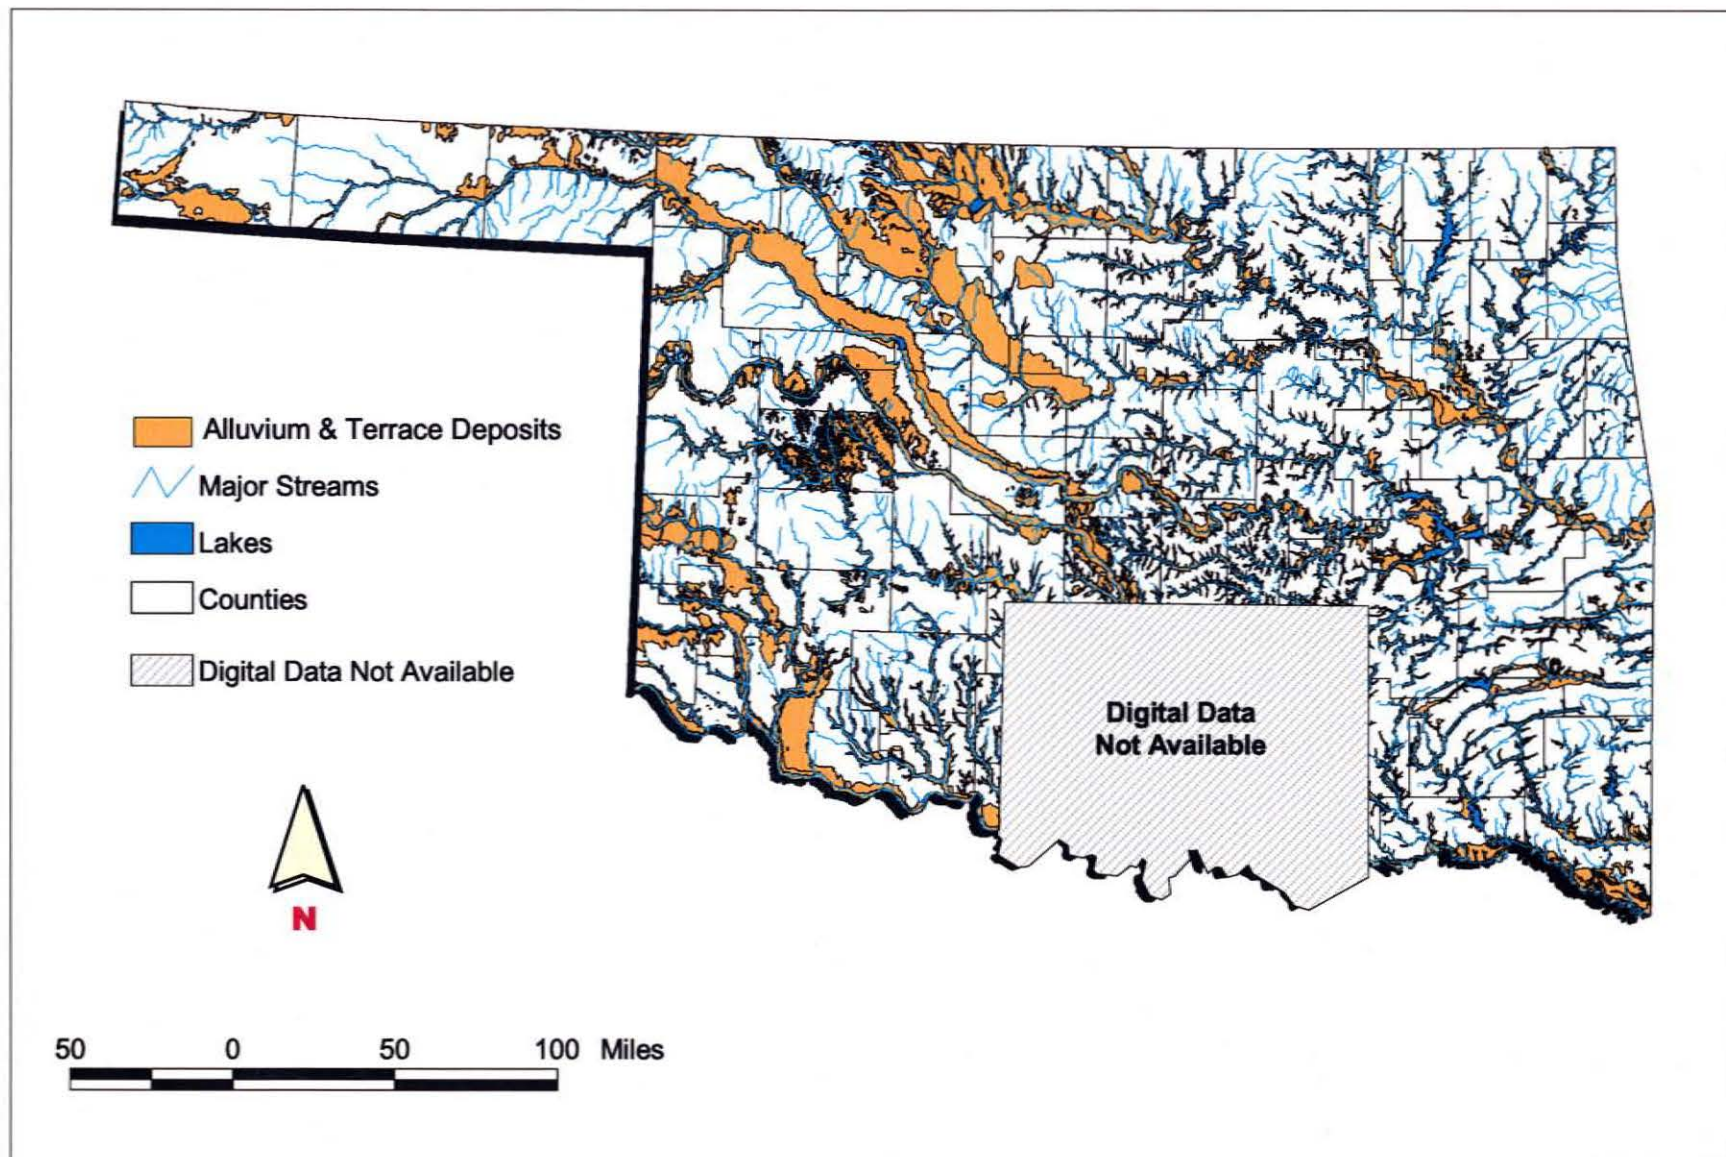 Alluvium & Terrace Deposits
Major Streams
Lakes
Counties
Digital Data Not Available
Digital Data
Not Available
N
50 0 50 100 Miles